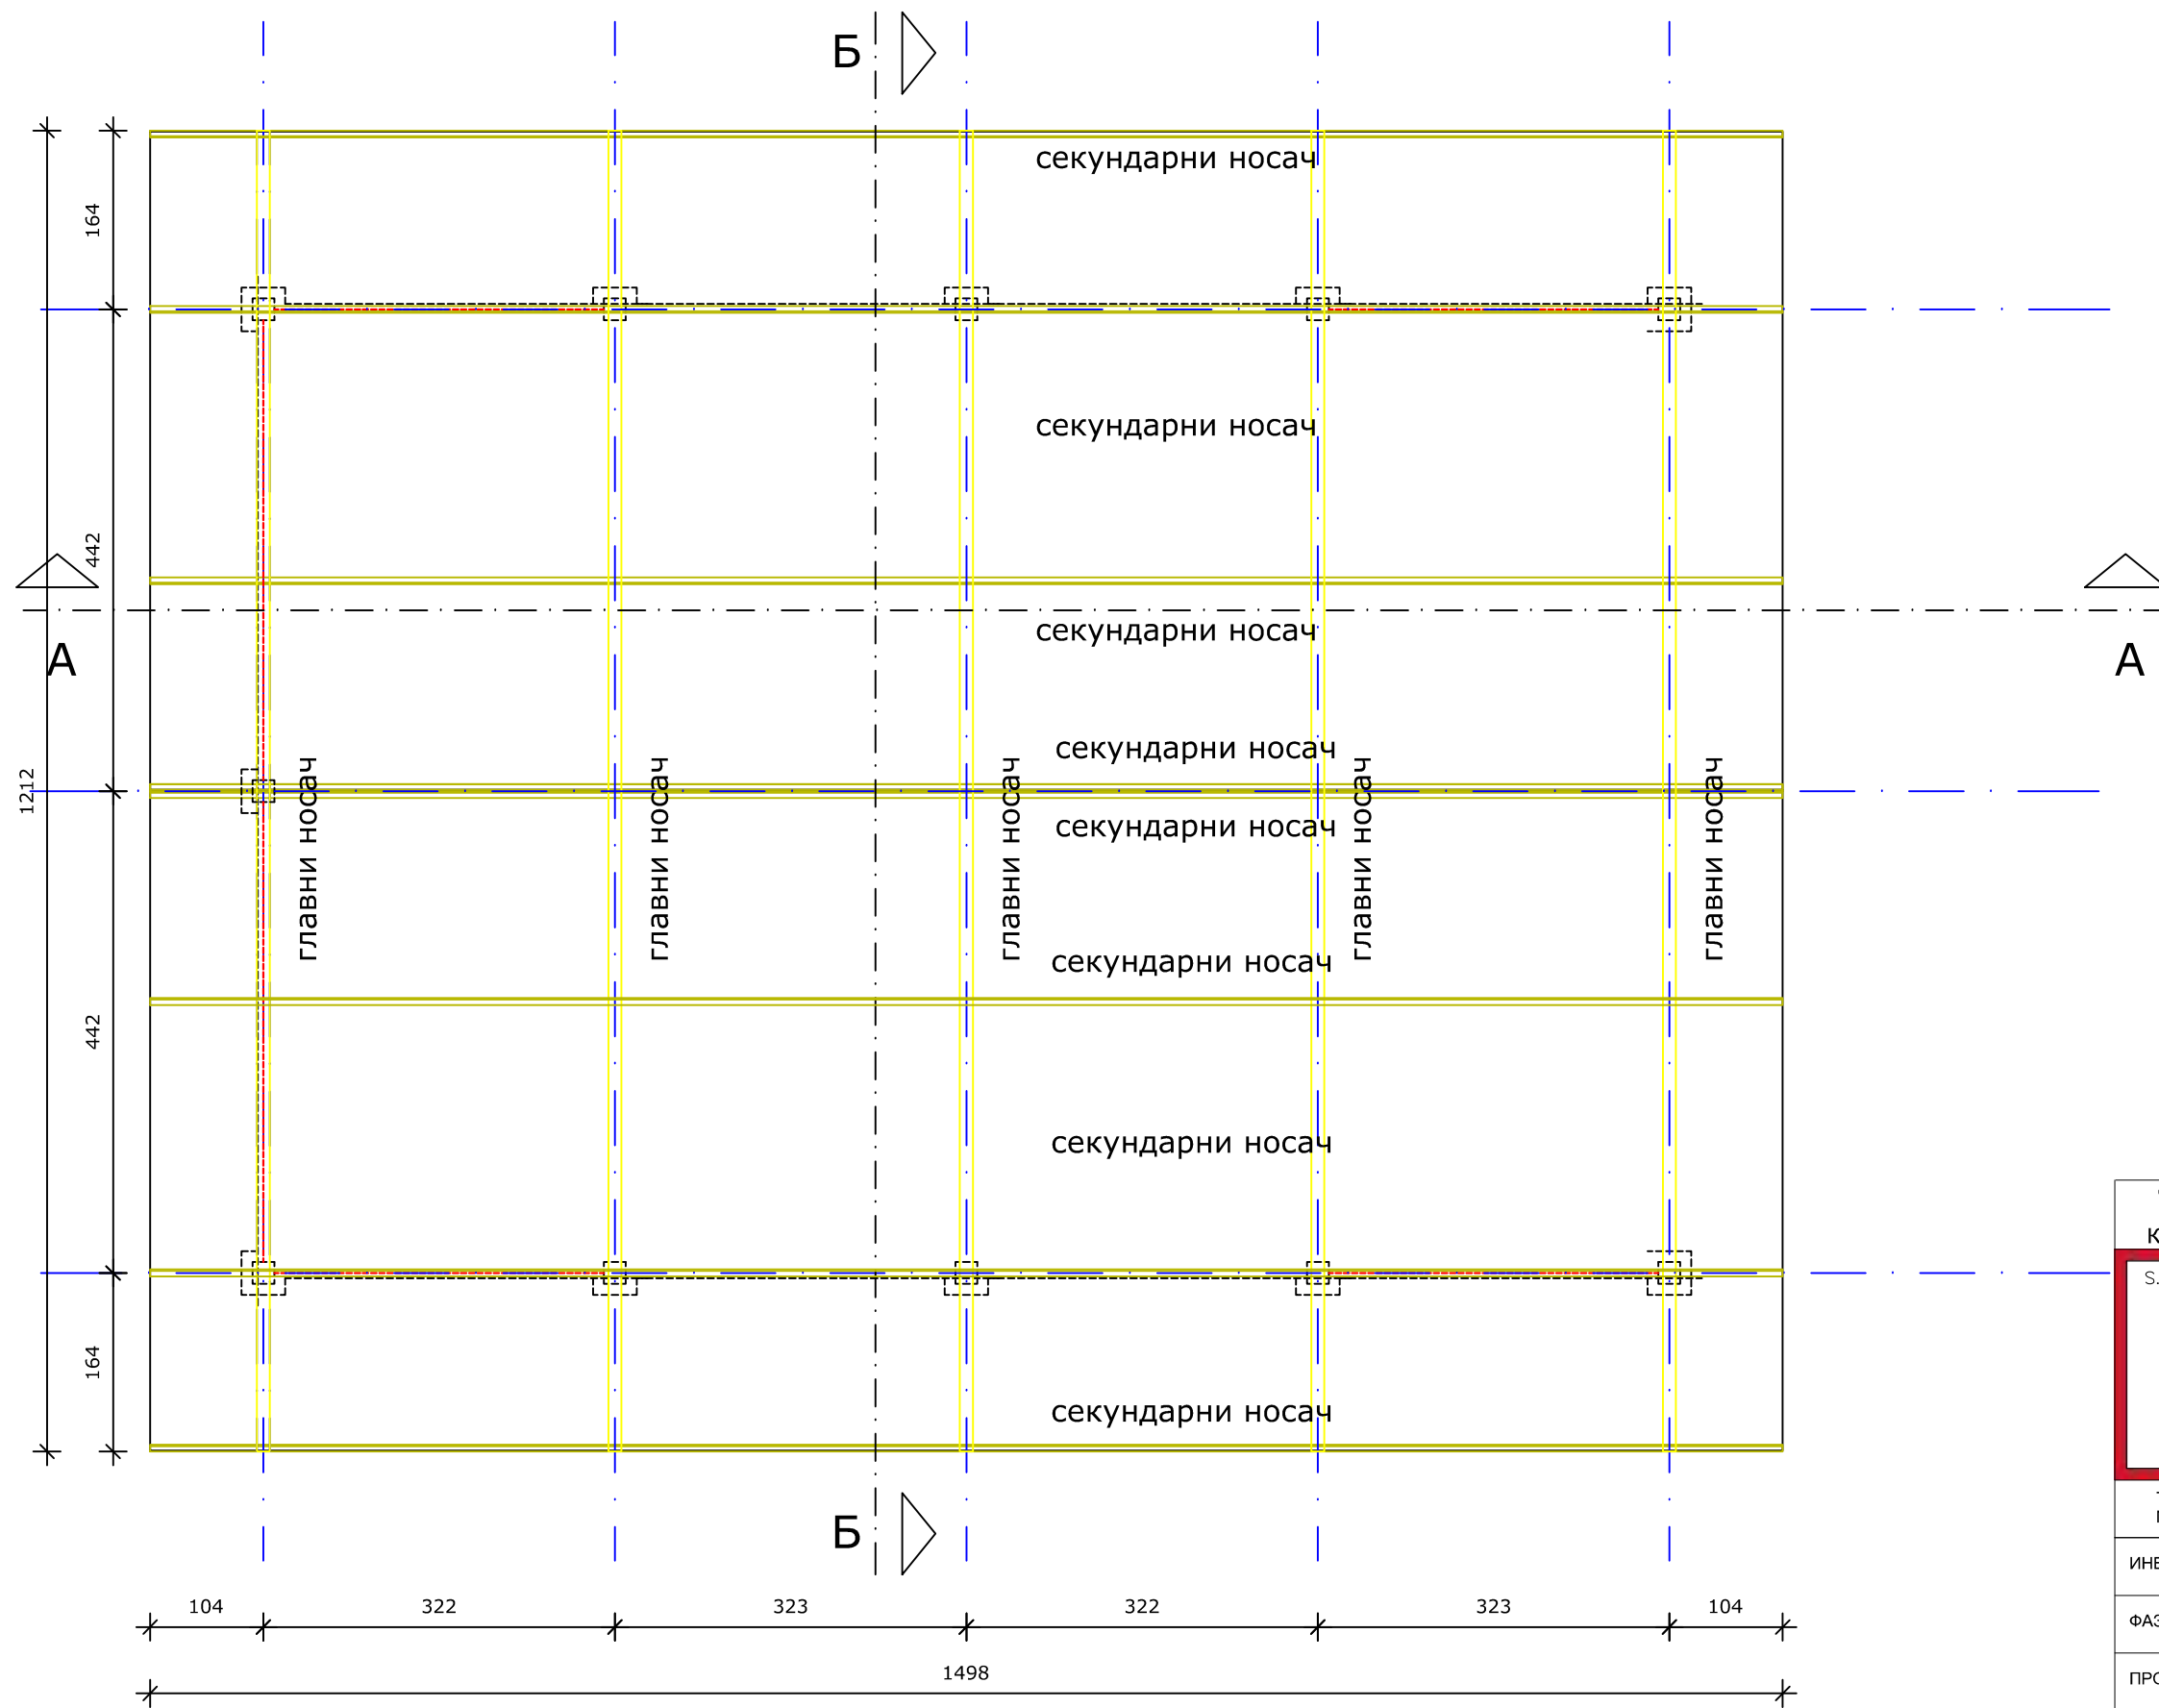 Б
секундарни носач
164
секундарни носач
442
секундарни носач
А
А
секундарни носач
1212
секундарни носач
главни носач
главни носач
главни носач
главни носач
главни носач
секундарни носач
442
секундарни носач
164
секундарни носач
Б
104
322
323
322
323
104
1498